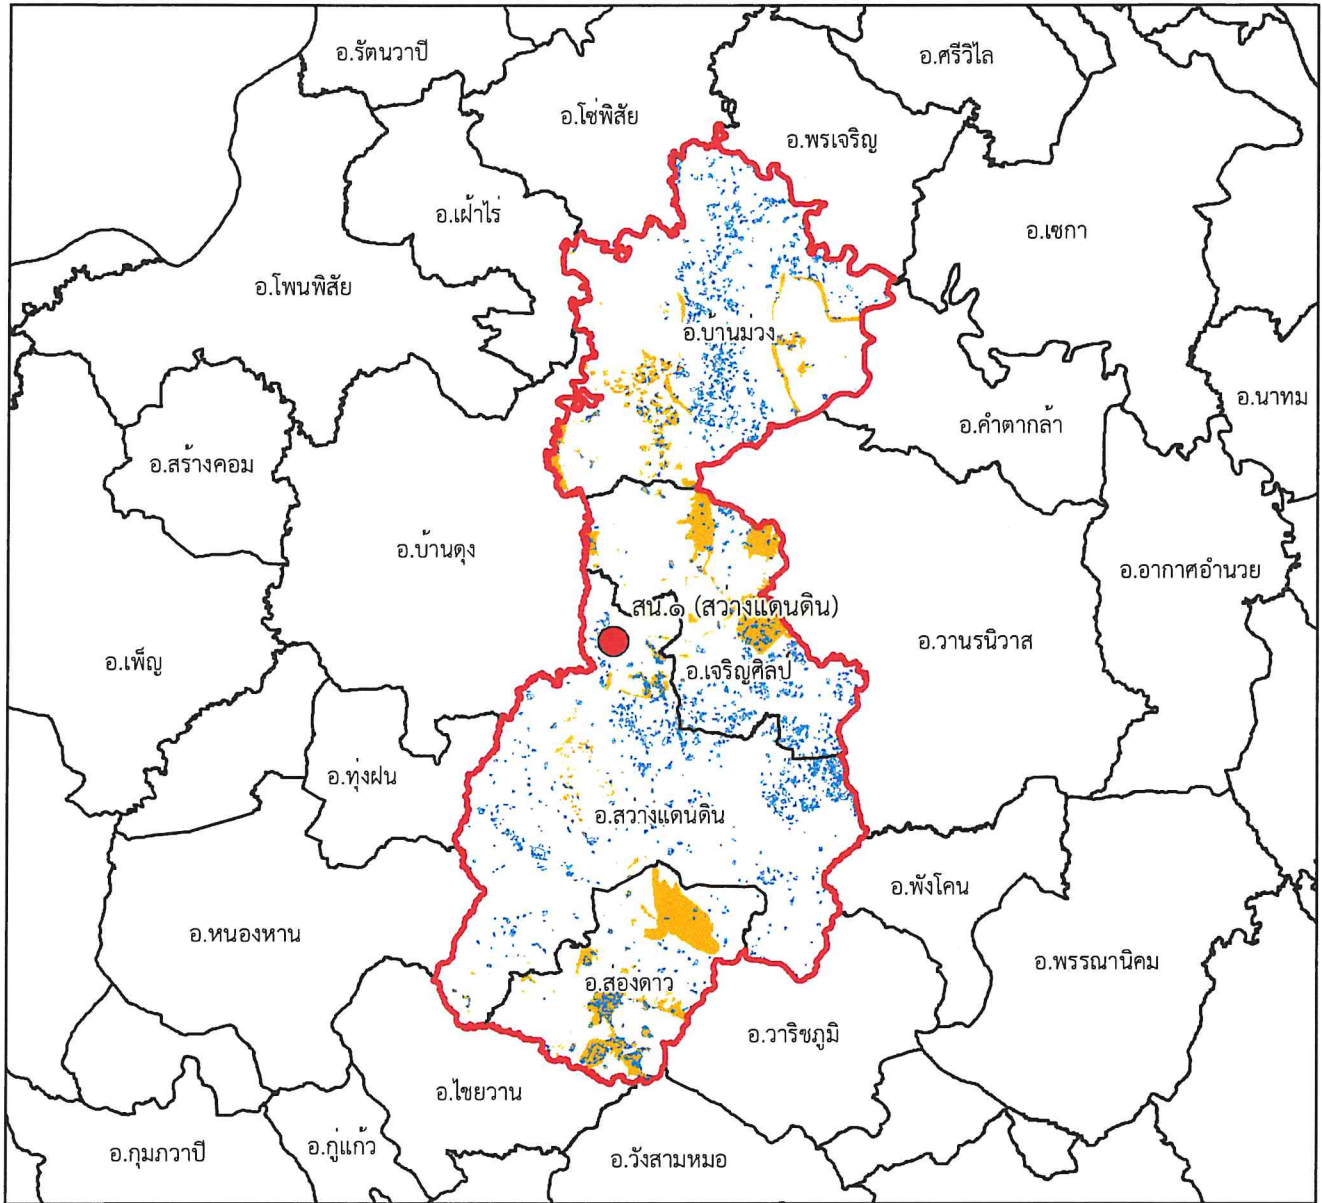 อ.รัตนวาปี
อ.ศรีวิไล
อ.โซ่พิสัย
อ.พรเจริญ
อ.เฝ้าไร่
อ.เซกา
อ.โพนพิสัย
อ.บ้านม่วง
อ.นาทม
อ.คำตากล้า
อ.สร้างคอม
อ.บ้านดุง
อ.อากาศอำนวย
สน.๑ (สว่างแดนดิน)
อ.วานรนิวาส
อ.เพ็ญ
อ.เจริญศิลป์
อ.ทุ่งฝน
อ.สว่างแดนดิน
อ.พังโคน
อ.หนองหาน
อ.พรรณานิคม
อ.ส่องดาว
อ.วาริชภูมิ
อ.ไชยวาน
อ.กุมภวาปี
อ.กู่แก้ว
อ.วังสามหมอ